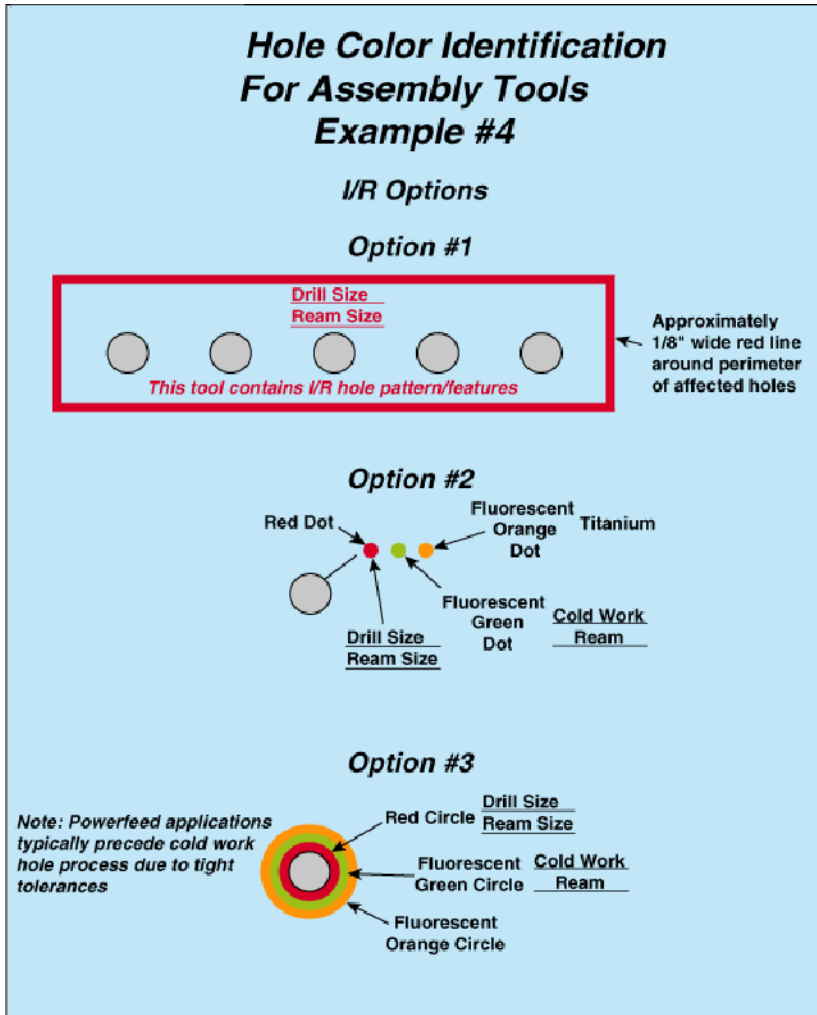 Hole Color Identification
For Assembly Tools
Example #4
I/R Options
Option #1
Drill Size
Ream Size
This tool contains I/R hole pattern/features
Approximately
1/8" wide red line
around perimeter
of affected holes
Option #2
Red Dot
Fluorescent
Orange
Dot
Titanium
Drill Size
Ream Size
Fluorescent
Green
Dot
Cold Work
Ream
Option #3
Note: Powerfeed applications
typically precede cold work
hole process due to tight
tolerances
Red Circle
Drill Size
Ream Size
Fluorescent
Green Circle
Cold Work
Ream
Fluorescent
Orange Circle